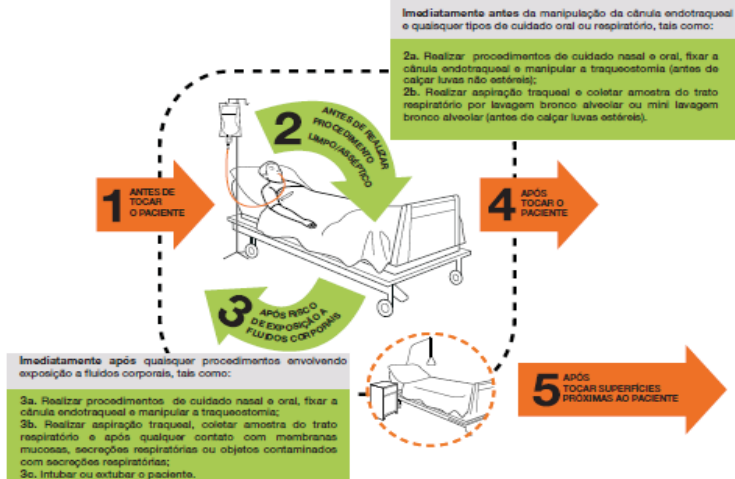 Imediatamente antes da manipulação da cânula endotraqueal
e quaisquer tipos de cuidado oral ou respiratório, tais como:
2a. Realizar procedimentos de cuidado nasal e oral, fixar a
cânula endotraqueal e manipular a traqueostomia (antes de
calçar luvas não estéreis);
2b. Realizar aspiração traqueal e coletar amostra do trato
respiratório por lavagem bronco alveolar ou mini lavagem
bronco alveolar (antes de calçar luvas estéreis).
2 ANTES DE REALIZAR
PROCEDIMENTO
LIMPO/ASSÉPTICO
1 ANTES DE
TOCAR
O PACIENTE
4 APÓS
TOCAR O
PACIENTE
3 APÓS RISCO
DE EXPOSIÇÃO A
FLUIDOS CORPORAIS
Imediatamente após quaisquer procedimentos envolvendo
exposição a fluidos corporais, tais como:
3a. Realizar procedimentos de cuidado nasal e oral, fixar a
cânula endotraqueal e manipular a traqueostomia;
3b. Realizar aspiração traqueal, coletar amostra do trato
respiratório e após qualquer contato com membranas
mucosas, secreções respiratórias ou objetos contaminados
com secreções respiratórias;
3c. Intubar ou extubar o paciente.
5 APÓS
TOCAR SUPERFÍCIES
PRÓXIMAS AO PACIENTE